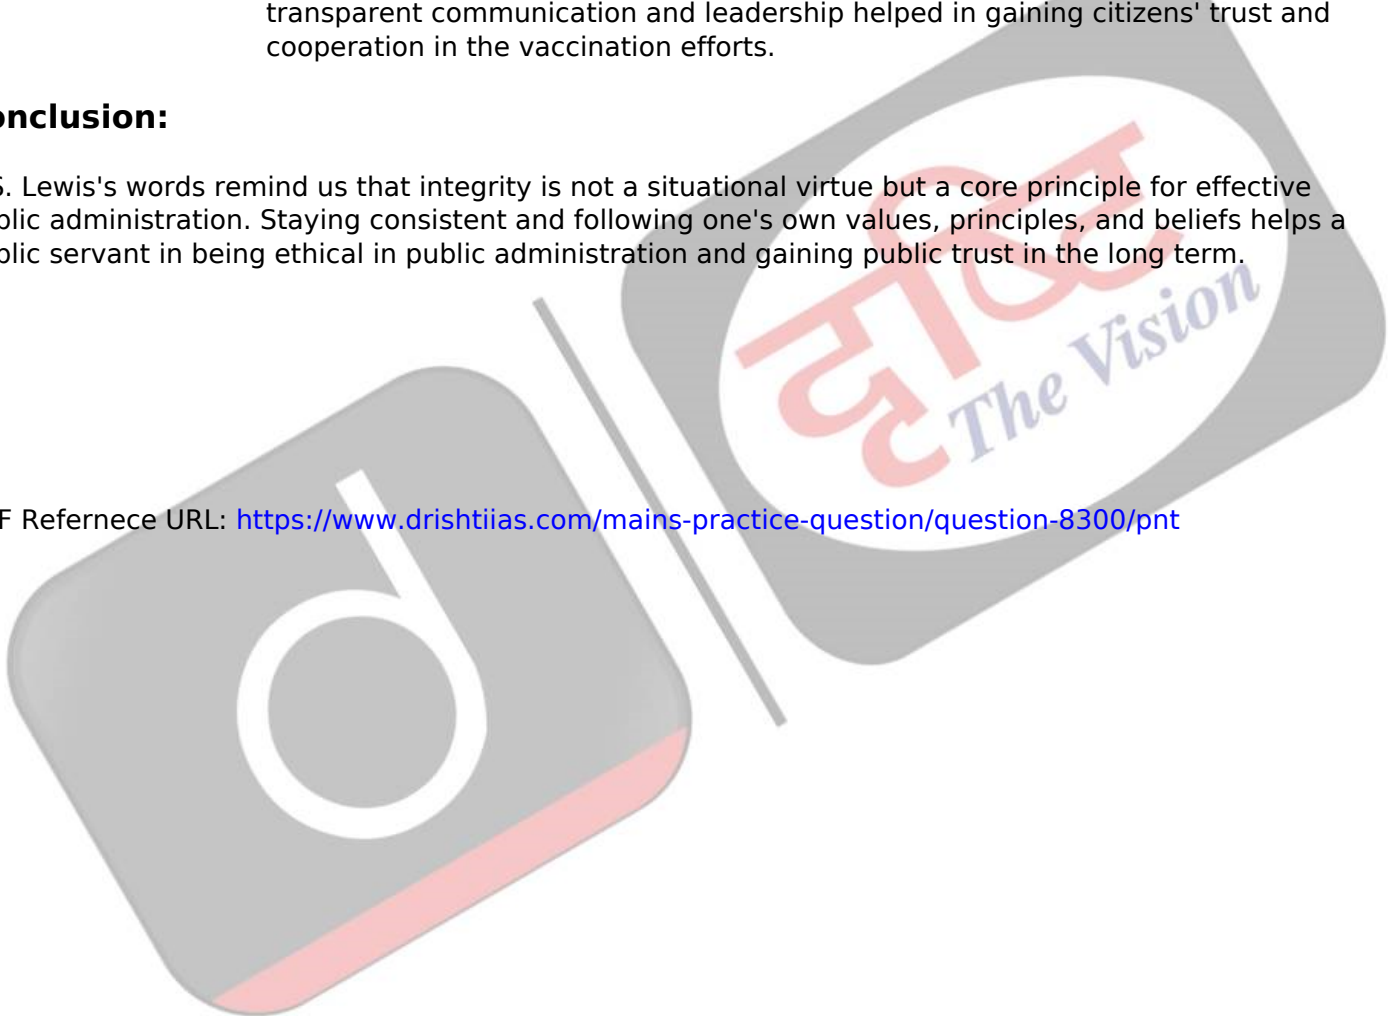 transparent communication and leadership helped in gaining citizens' trust and
cooperation in the vaccination efforts.
onclusion:
S. Lewis's words remind us that integrity is not a situational virtue but a core principle for effective
blic administration. Staying consistent and following one's own values, principles, and beliefs helps a
blic servant in being ethical in public administration and gaining public trust in the long term.
दृष्टि
The Vision
d
F Refernece URL: https://www.drishtiias.com/mains-practice-question/question-8300/pnt